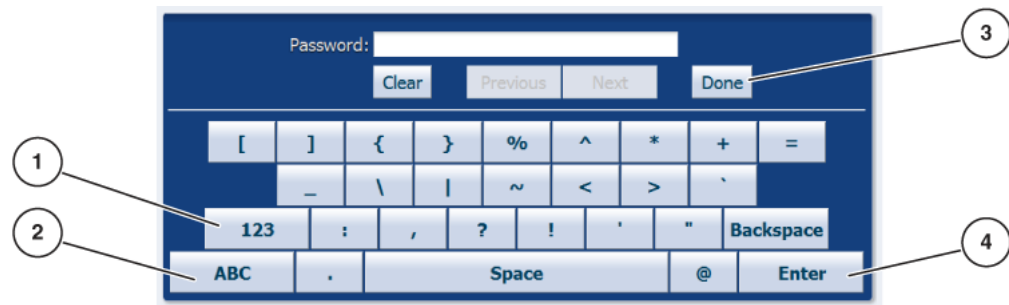 Password:
Clear Previous Next Done
[ ] { } % ^ * + =
_ \ | ~ < > `
123 : , ? ! ' " Backspace
ABC . Space @ Enter
1
2
3
4